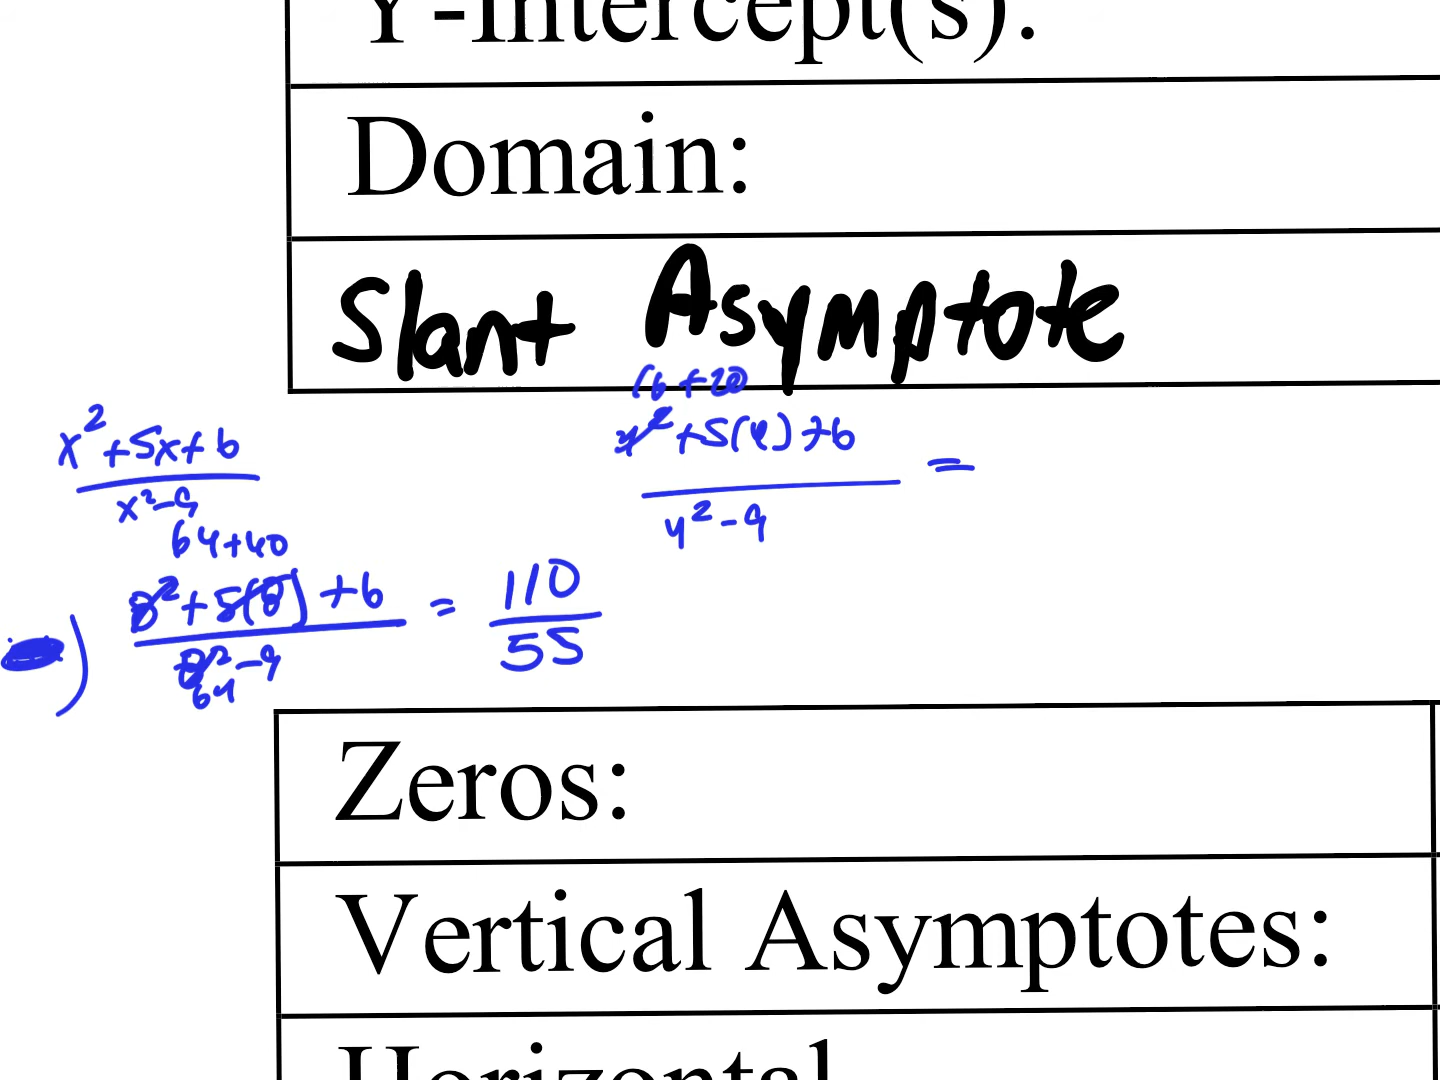 Y-Intercept(s):
Domain:
Slant Asymptote
x²+5x+6
x²-9
16+20
4²+5(4)+6 =
4²-9
64+40
8²+5(8)+6 = 110
8²-9 55
64
)
Zeros:
Vertical Asymptotes:
Horizontal